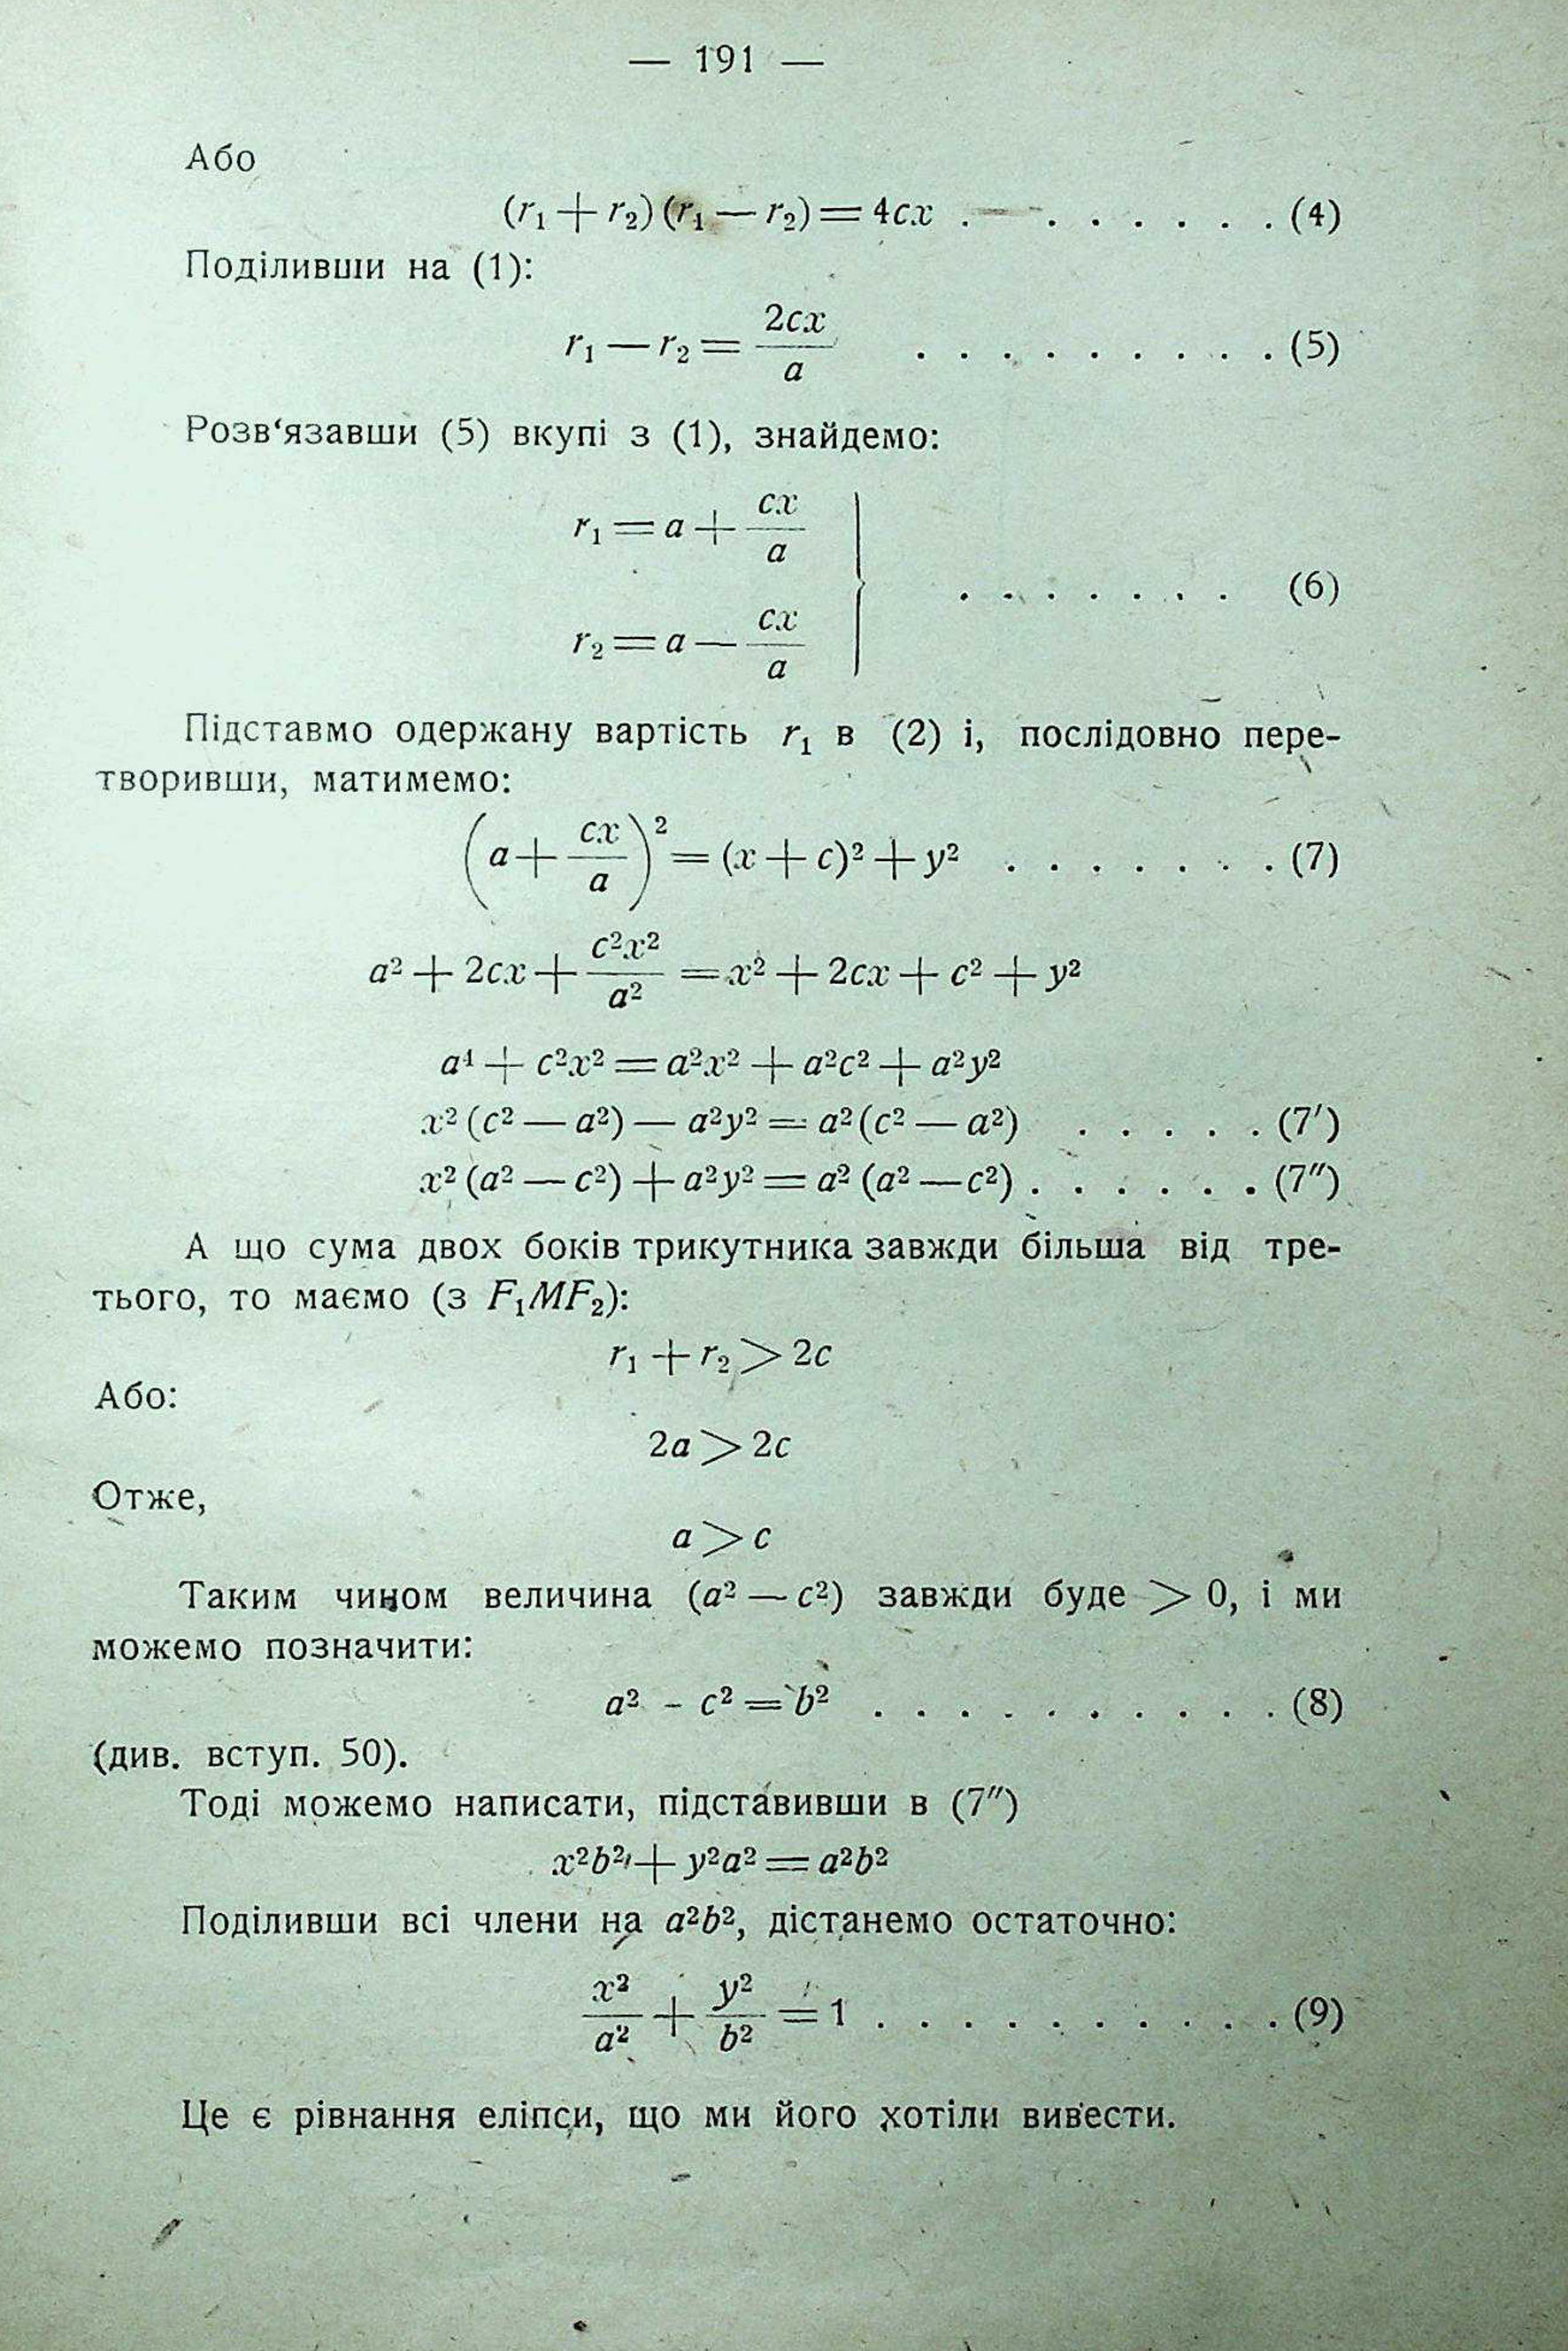 — 191 —
Або
(r₁ + r₂) (r₁ — r₂) = 4cx . — . . . . . . (4)
Поділивши на (1):
r₁ — r₂ = 2cx/a . . . . . . . . . (5)
Розв‘язавши (5) вкупі з (1), знайдемо:
r₁ = a + cx/a
. . . . . . . (6)
r₂ = a — cx/a
Підставмо одержану вартість r₁ в (2) і, послідовно пере-
творивши, матимемо:
(a + cx/a)² = (x + c)² + y² . . . . . . . (7)
a² + 2cx + c²x²/a² = x² + 2cx + c² + y²
a⁴ + c²x² = a²x² + a²c² + a²y²
x² (c² — a²) — a²y² = a² (c² — a²) . . . . . (7′)
x² (a² — c²) + a²y² = a² (a² — c²) . . . . . . (7″)
А що сума двох боків трикутника завжди більша від тре-
тього, то маємо (з F₁MF₂):
r₁ + r₂ > 2c
Або:
2a > 2c
Отже,
a > c
Таким чином величина (a² — c²) завжди буде > 0, і ми
можемо позначити:
a² - c² = b² . . . . . . . . . . (8)
(див. вступ. 50).
Тоді можемо написати, підставивши в (7″)
x²b² + y²a² = a²b²
Поділивши всі члени на a²b², дістанемо остаточно:
x²/a² + y²/b² = 1 . . . . . . . . . . (9)
Це є рівнання еліпси, що ми його хотіли вивести.